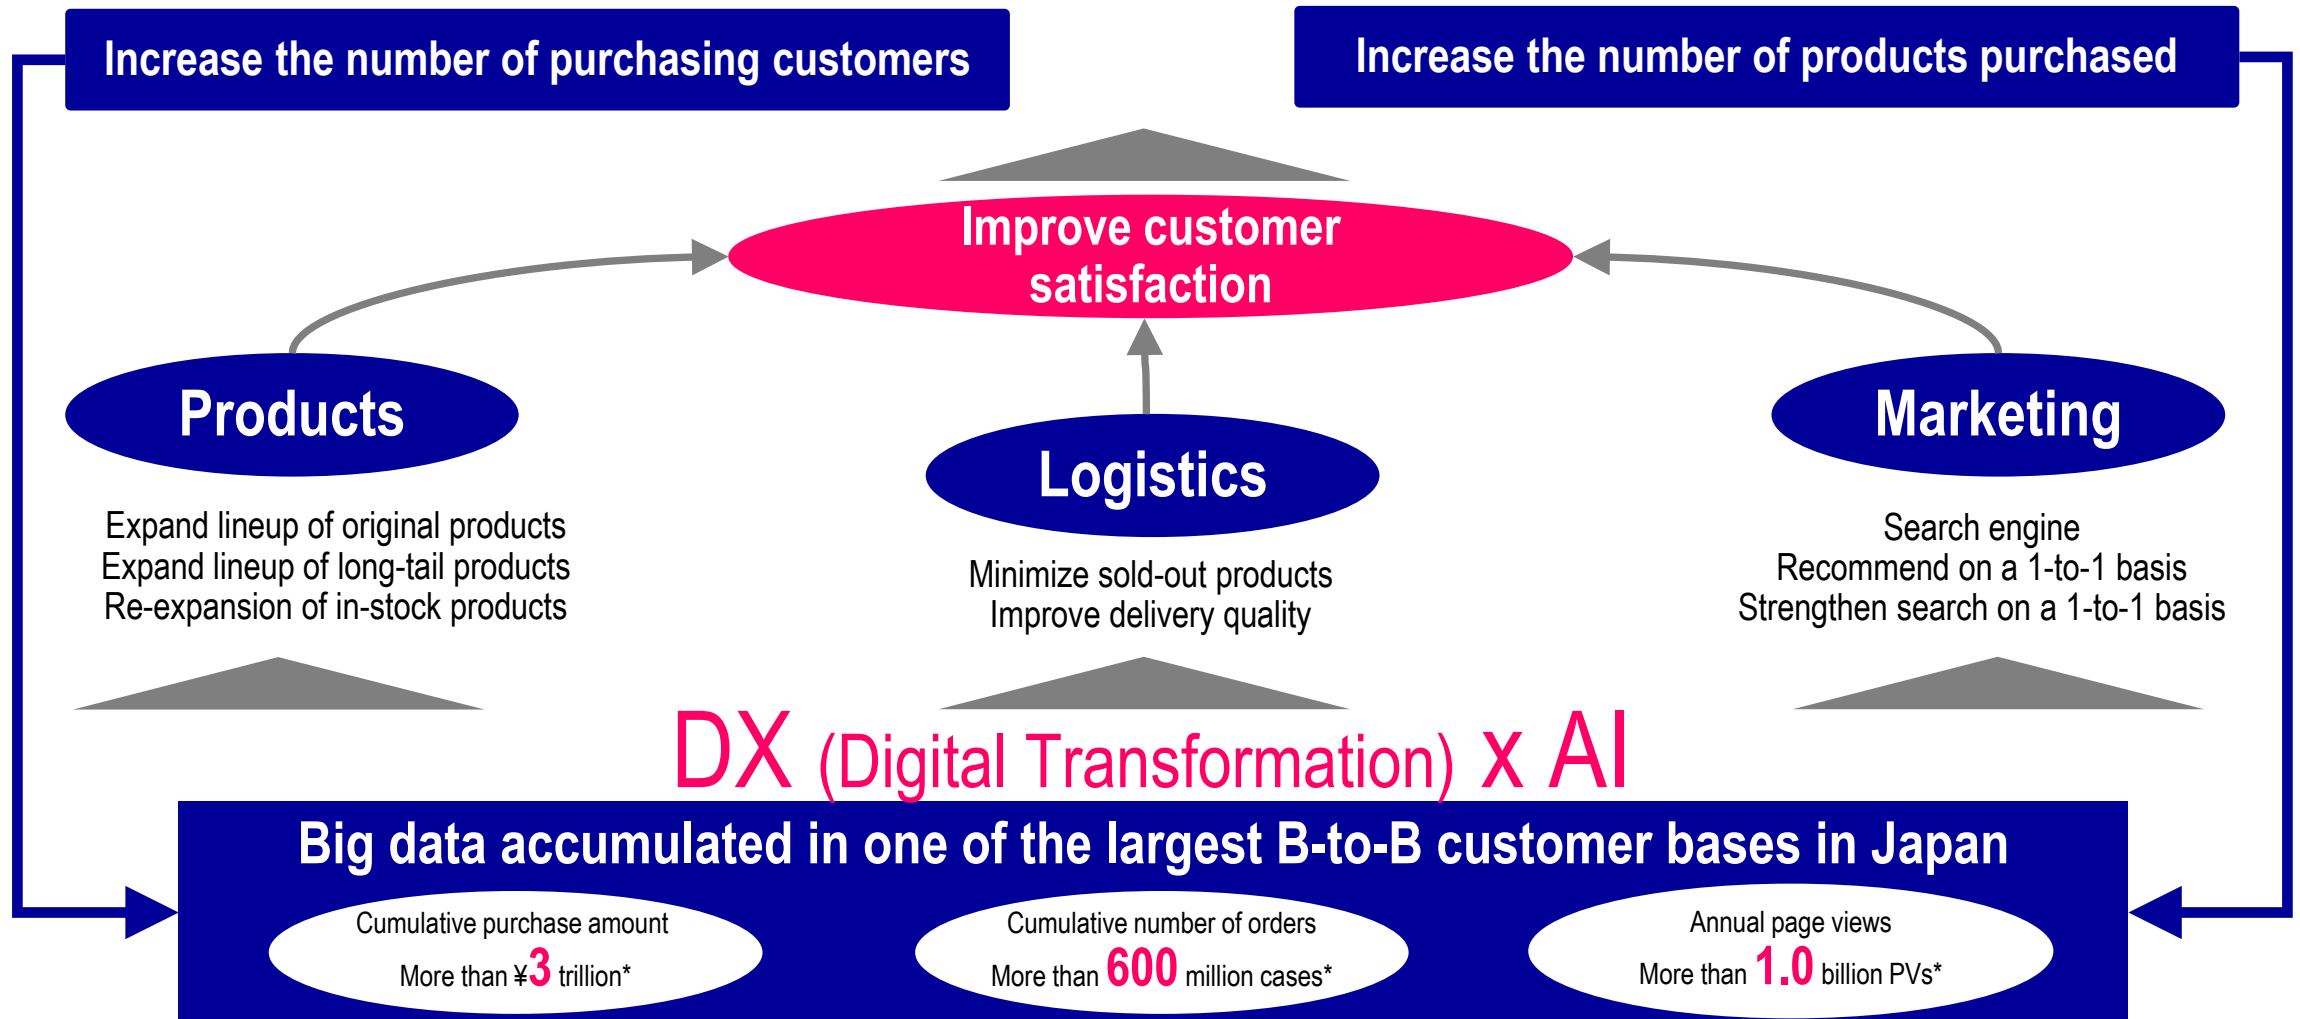 Increase the number of purchasing customers
Increase the number of products purchased
Improve customer
satisfaction
Products
Expand lineup of original products
Expand lineup of long-tail products
Re-expansion of in-stock products
Logistics
Minimize sold-out products
Improve delivery quality
Marketing
Search engine
Recommend on a 1-to-1 basis
Strengthen search on a 1-to-1 basis
DX (Digital Transformation) x AI
Big data accumulated in one of the largest B-to-B customer bases in Japan
Cumulative purchase amount
More than ¥3 trillion*
Cumulative number of orders
More than 600 million cases*
Annual page views
More than 1.0 billion PVs*